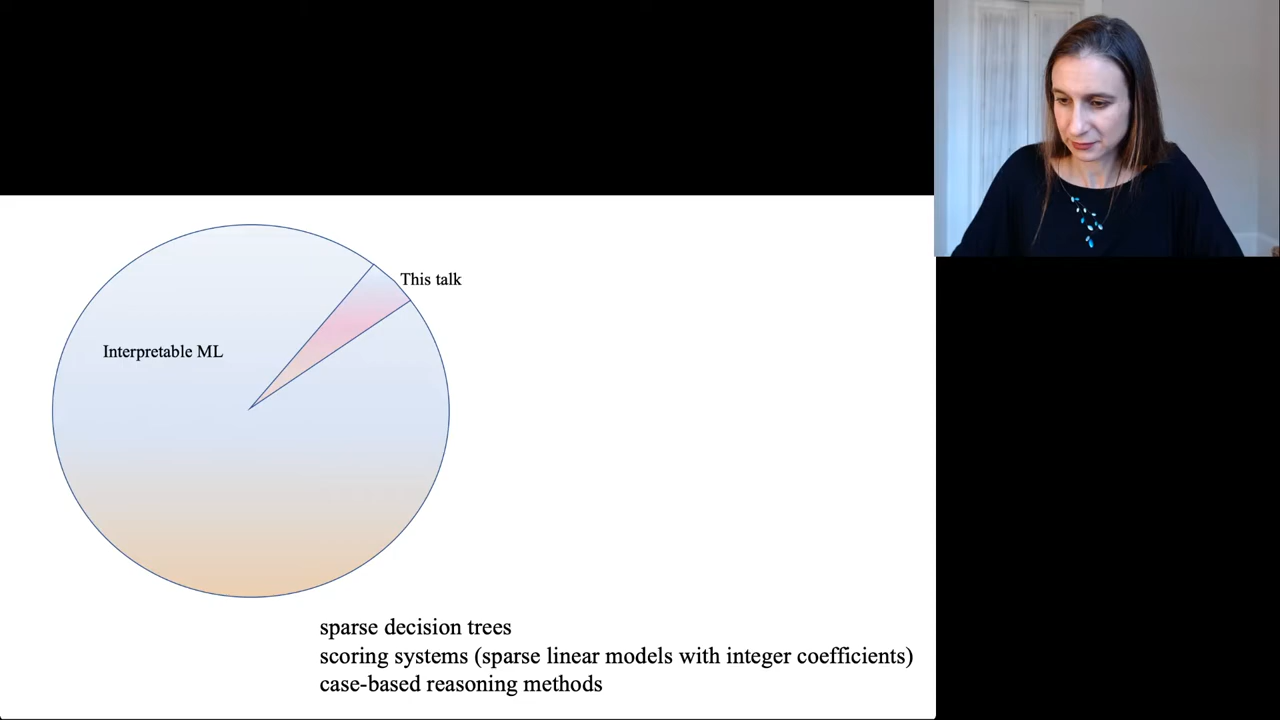 This talk
Interpretable ML
sparse decision trees
scoring systems (sparse linear models with integer coefficients)
case-based reasoning methods